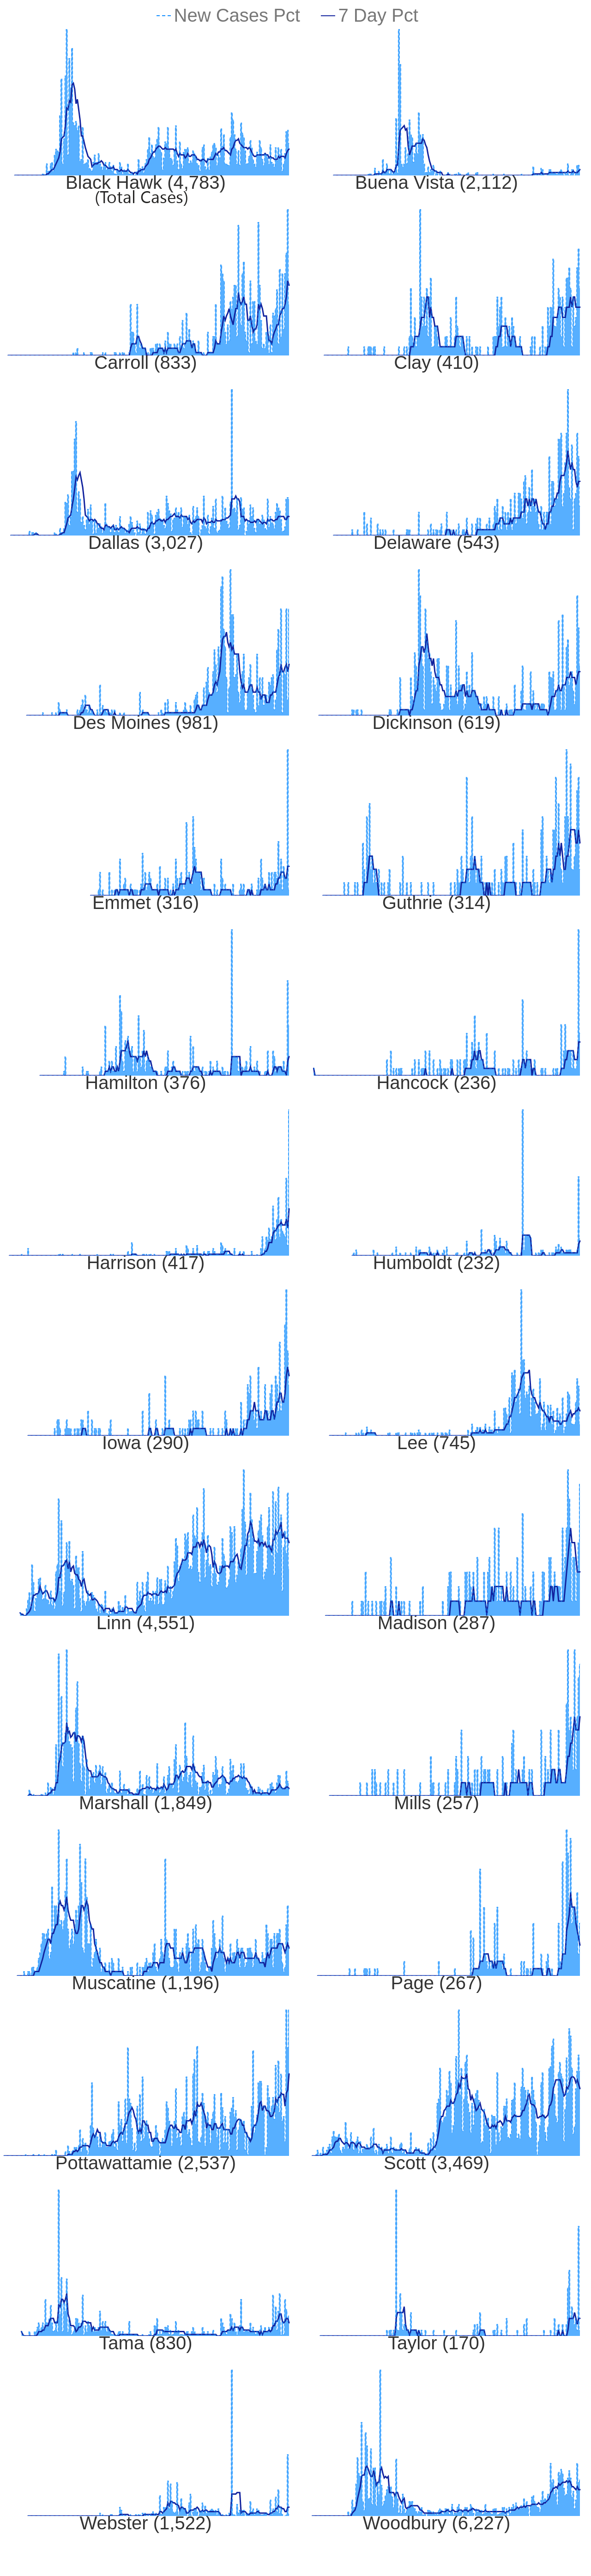 New Cases Pct 7 Day Pct
Black Hawk (4,783) Buena Vista (2,112)
(Total Cases)
Carroll (833) Clay (410)
Dallas (3,027) Delaware (543)
Des Moines (981) Dickinson (619)
Emmet (316) Guthrie (314)
Hamilton (376) Hancock (236)
Harrison (417) Humboldt (232)
Iowa (290) Lee (745)
Linn (4,551) Madison (287)
Marshall (1,849) Mills (257)
Muscatine (1,196) Page (267)
Pottawattamie (2,537) Scott (3,469)
Tama (830) Taylor (170)
Webster (1,522) Woodbury (6,227)